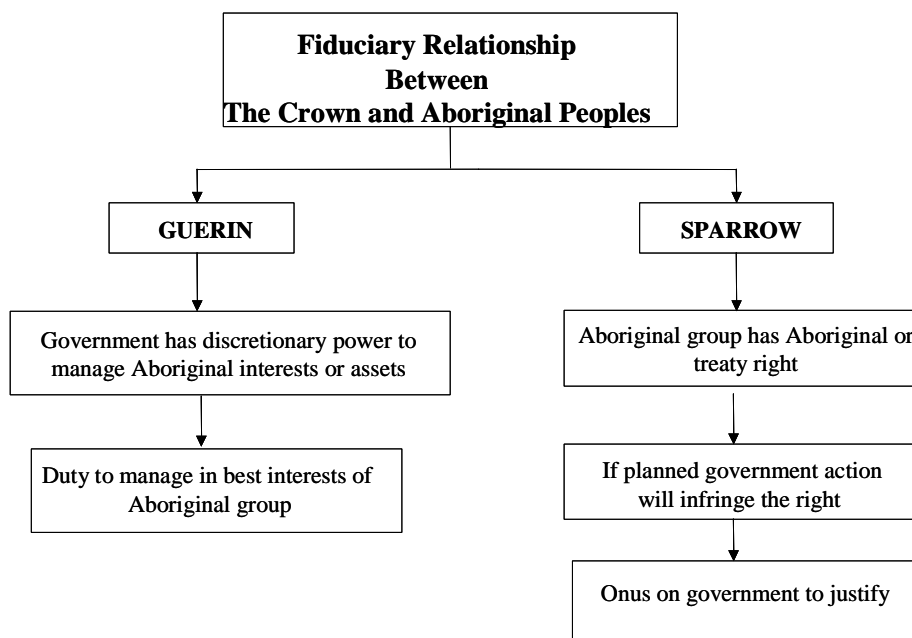 Fiduciary Relationship
Between
The Crown and Aboriginal Peoples
GUERIN
Government has discretionary power to
manage Aboriginal interests or assets
Duty to manage in best interests of
Aboriginal group
SPARROW
Aboriginal group has Aboriginal or
treaty right
If planned government action
will infringe the right
Onus on government to justify